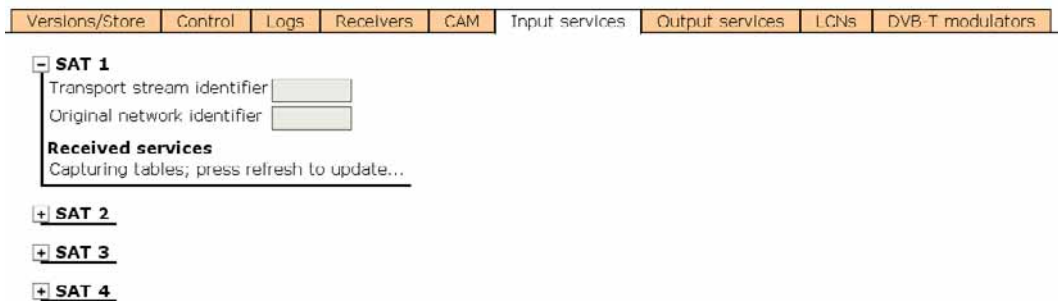 Versions/Store Control Logs Receivers CAM Input services Output services LCNs DVB-T modulators
SAT 1
Transport stream identifier
Original network identifier
Received services
Capturing tables; press refresh to update...
SAT 2
SAT 3
SAT 4